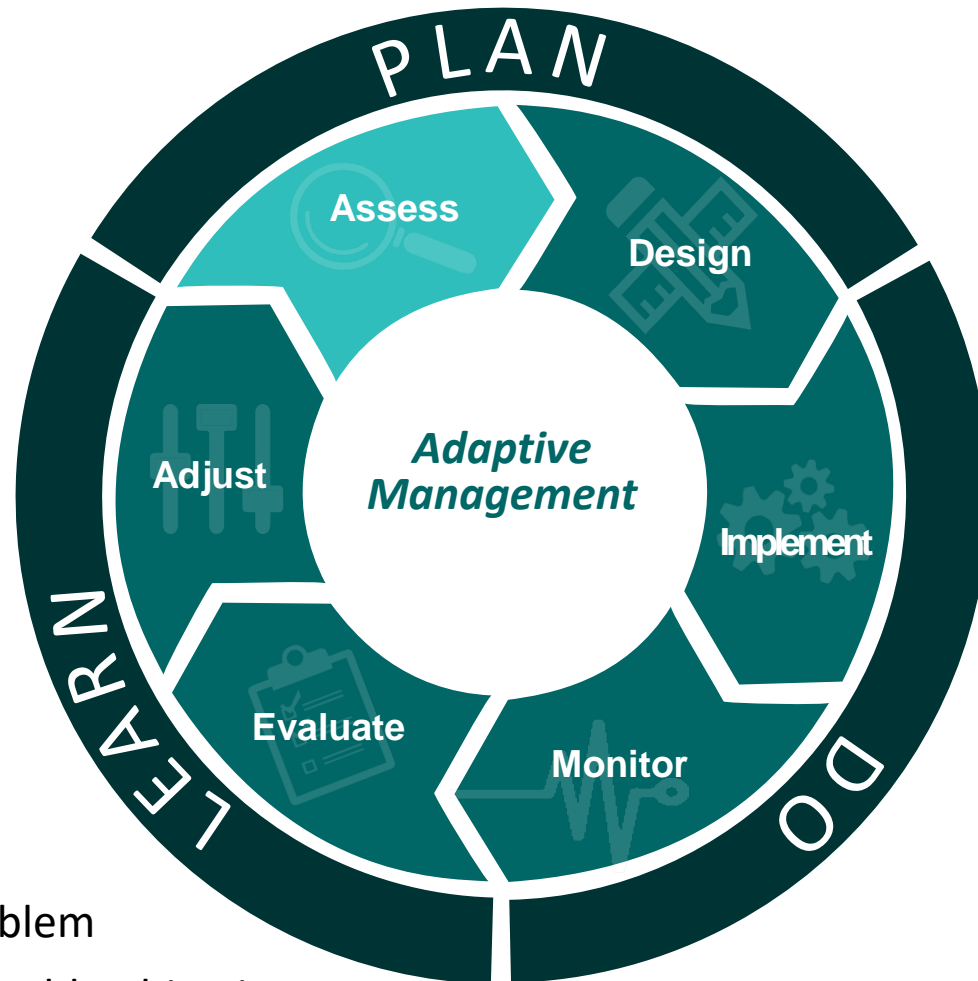 PLAN
Assess
Design
Adjust
Adaptive
Management
Implement
Evaluate
Monitor
LEARN
DO
blem